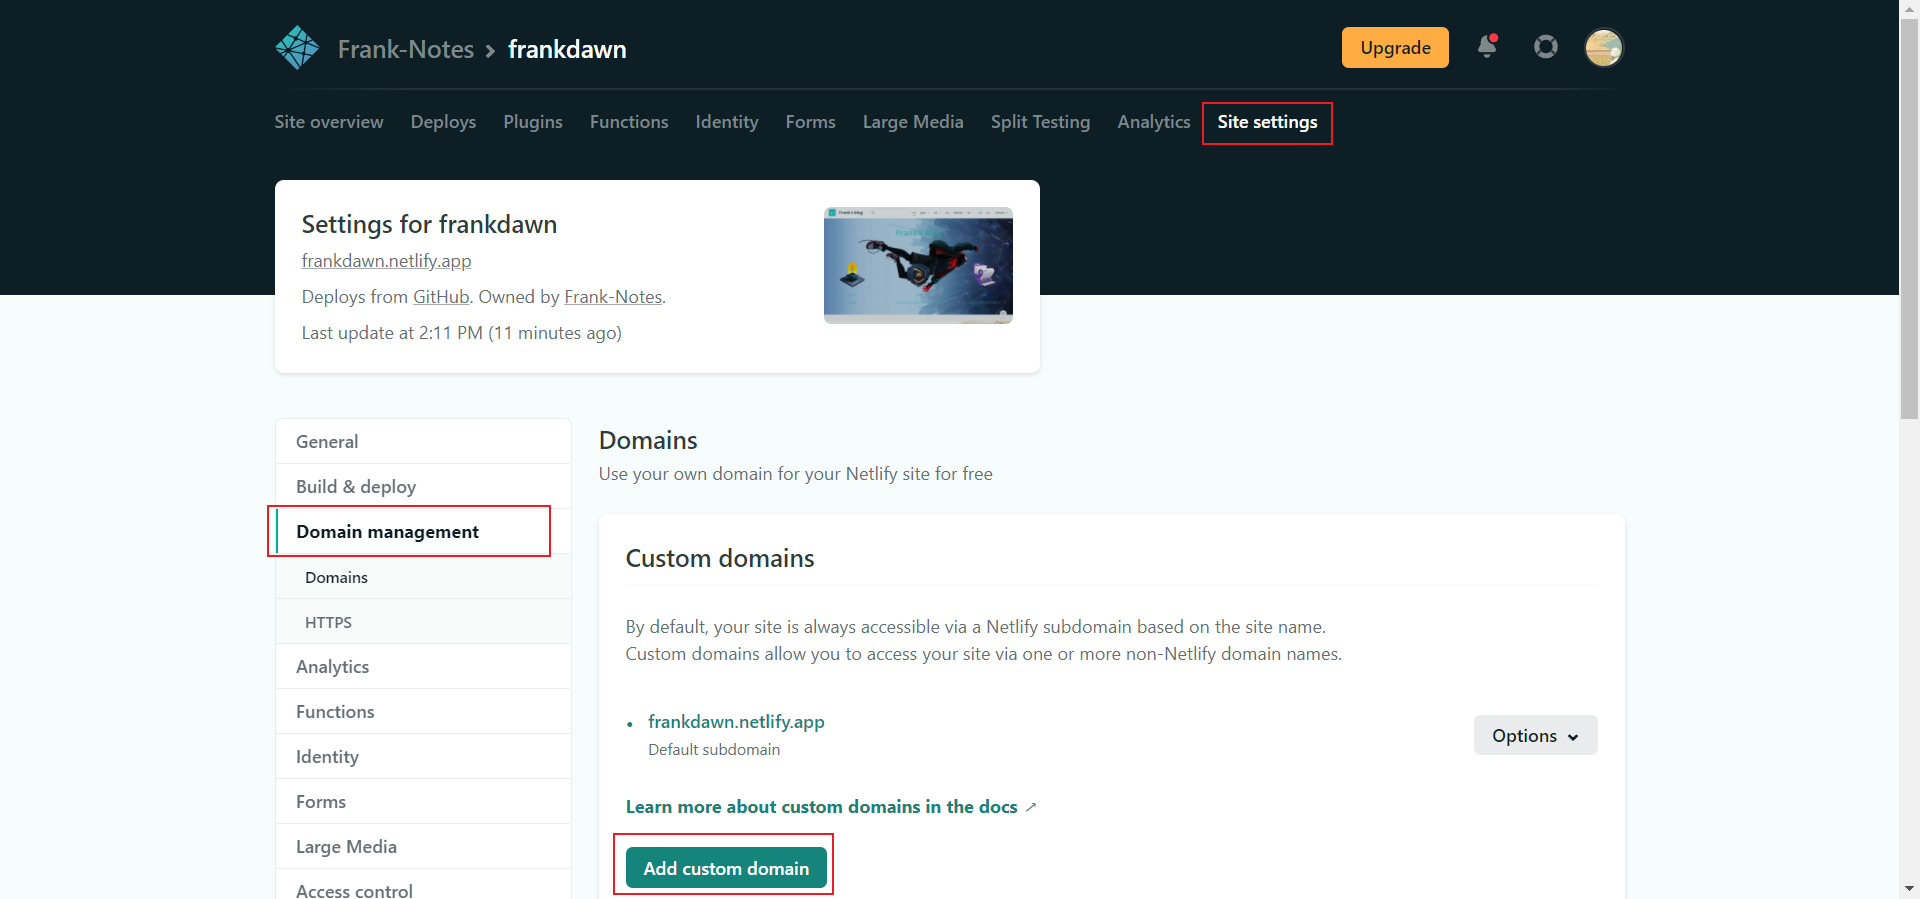 Frank-Notes > frankdawn
Upgrade
Site overview Deploys Plugins Functions Identity Forms Large Media Split Testing Analytics Site settings
Settings for frankdawn
frankdawn.netlify.app
Deploys from GitHub. Owned by Frank-Notes.
Last update at 2:11 PM (11 minutes ago)
General
Build & deploy
Domain management
Domains
HTTPS
Analytics
Functions
Identity
Forms
Large Media
Access control
Domains
Use your own domain for your Netlify site for free
Custom domains
By default, your site is always accessible via a Netlify subdomain based on the site name.
Custom domains allow you to access your site via one or more non-Netlify domain names.
• frankdawn.netlify.app
Default subdomain
Options
Learn more about custom domains in the docs ↗
Add custom domain